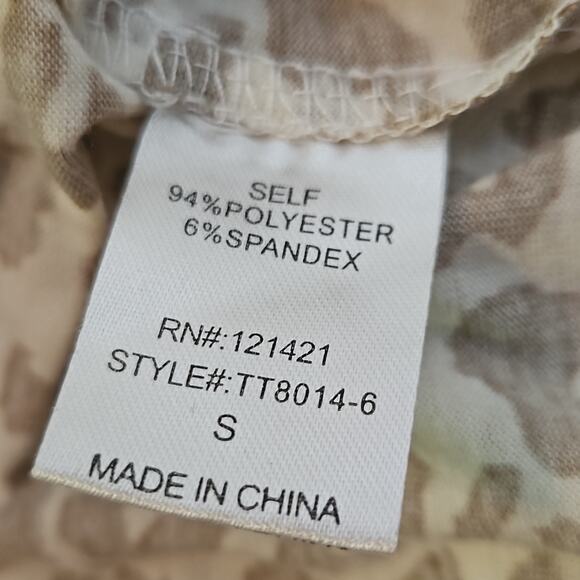 SELF
94%POLYESTER
6%SPANDEX
RN#:121421
STYLE#:TT8014-6
S
MADE IN CHINA